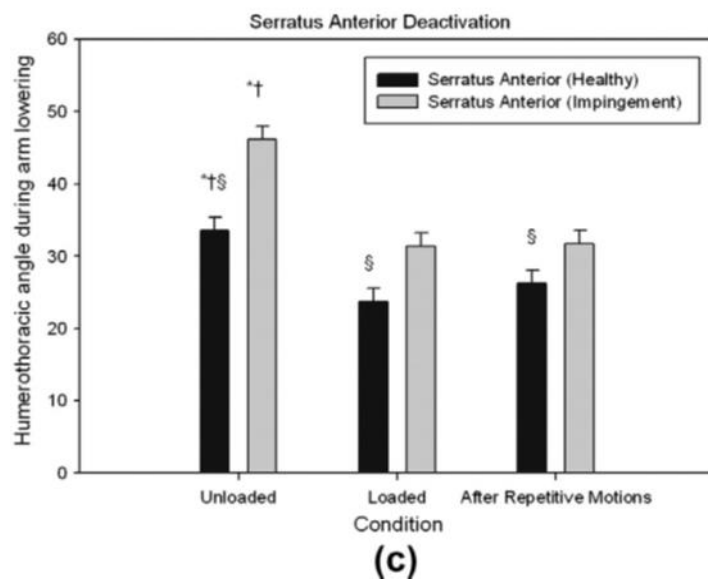 Serratus Anterior Deactivation
Humerothoracic angle during arm lowering
60
50
40
30
20
10
0
Serratus Anterior (Healthy)
Serratus Anterior (Impingement)
*†§
*†
§
§
Unloaded Loaded After Repetitive Motions
Condition
(c)